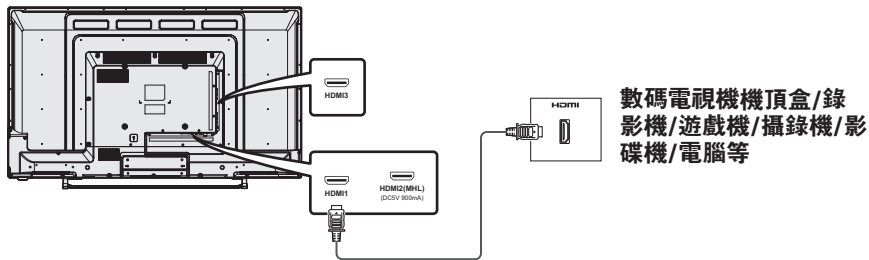 HDMI3
HDMI1
HDMI2(MHL)
(DC5V 900mA)
HDMI
數碼電視機機頂盒/錄
影機/遊戲機/攝錄機/影
碟機/電腦等